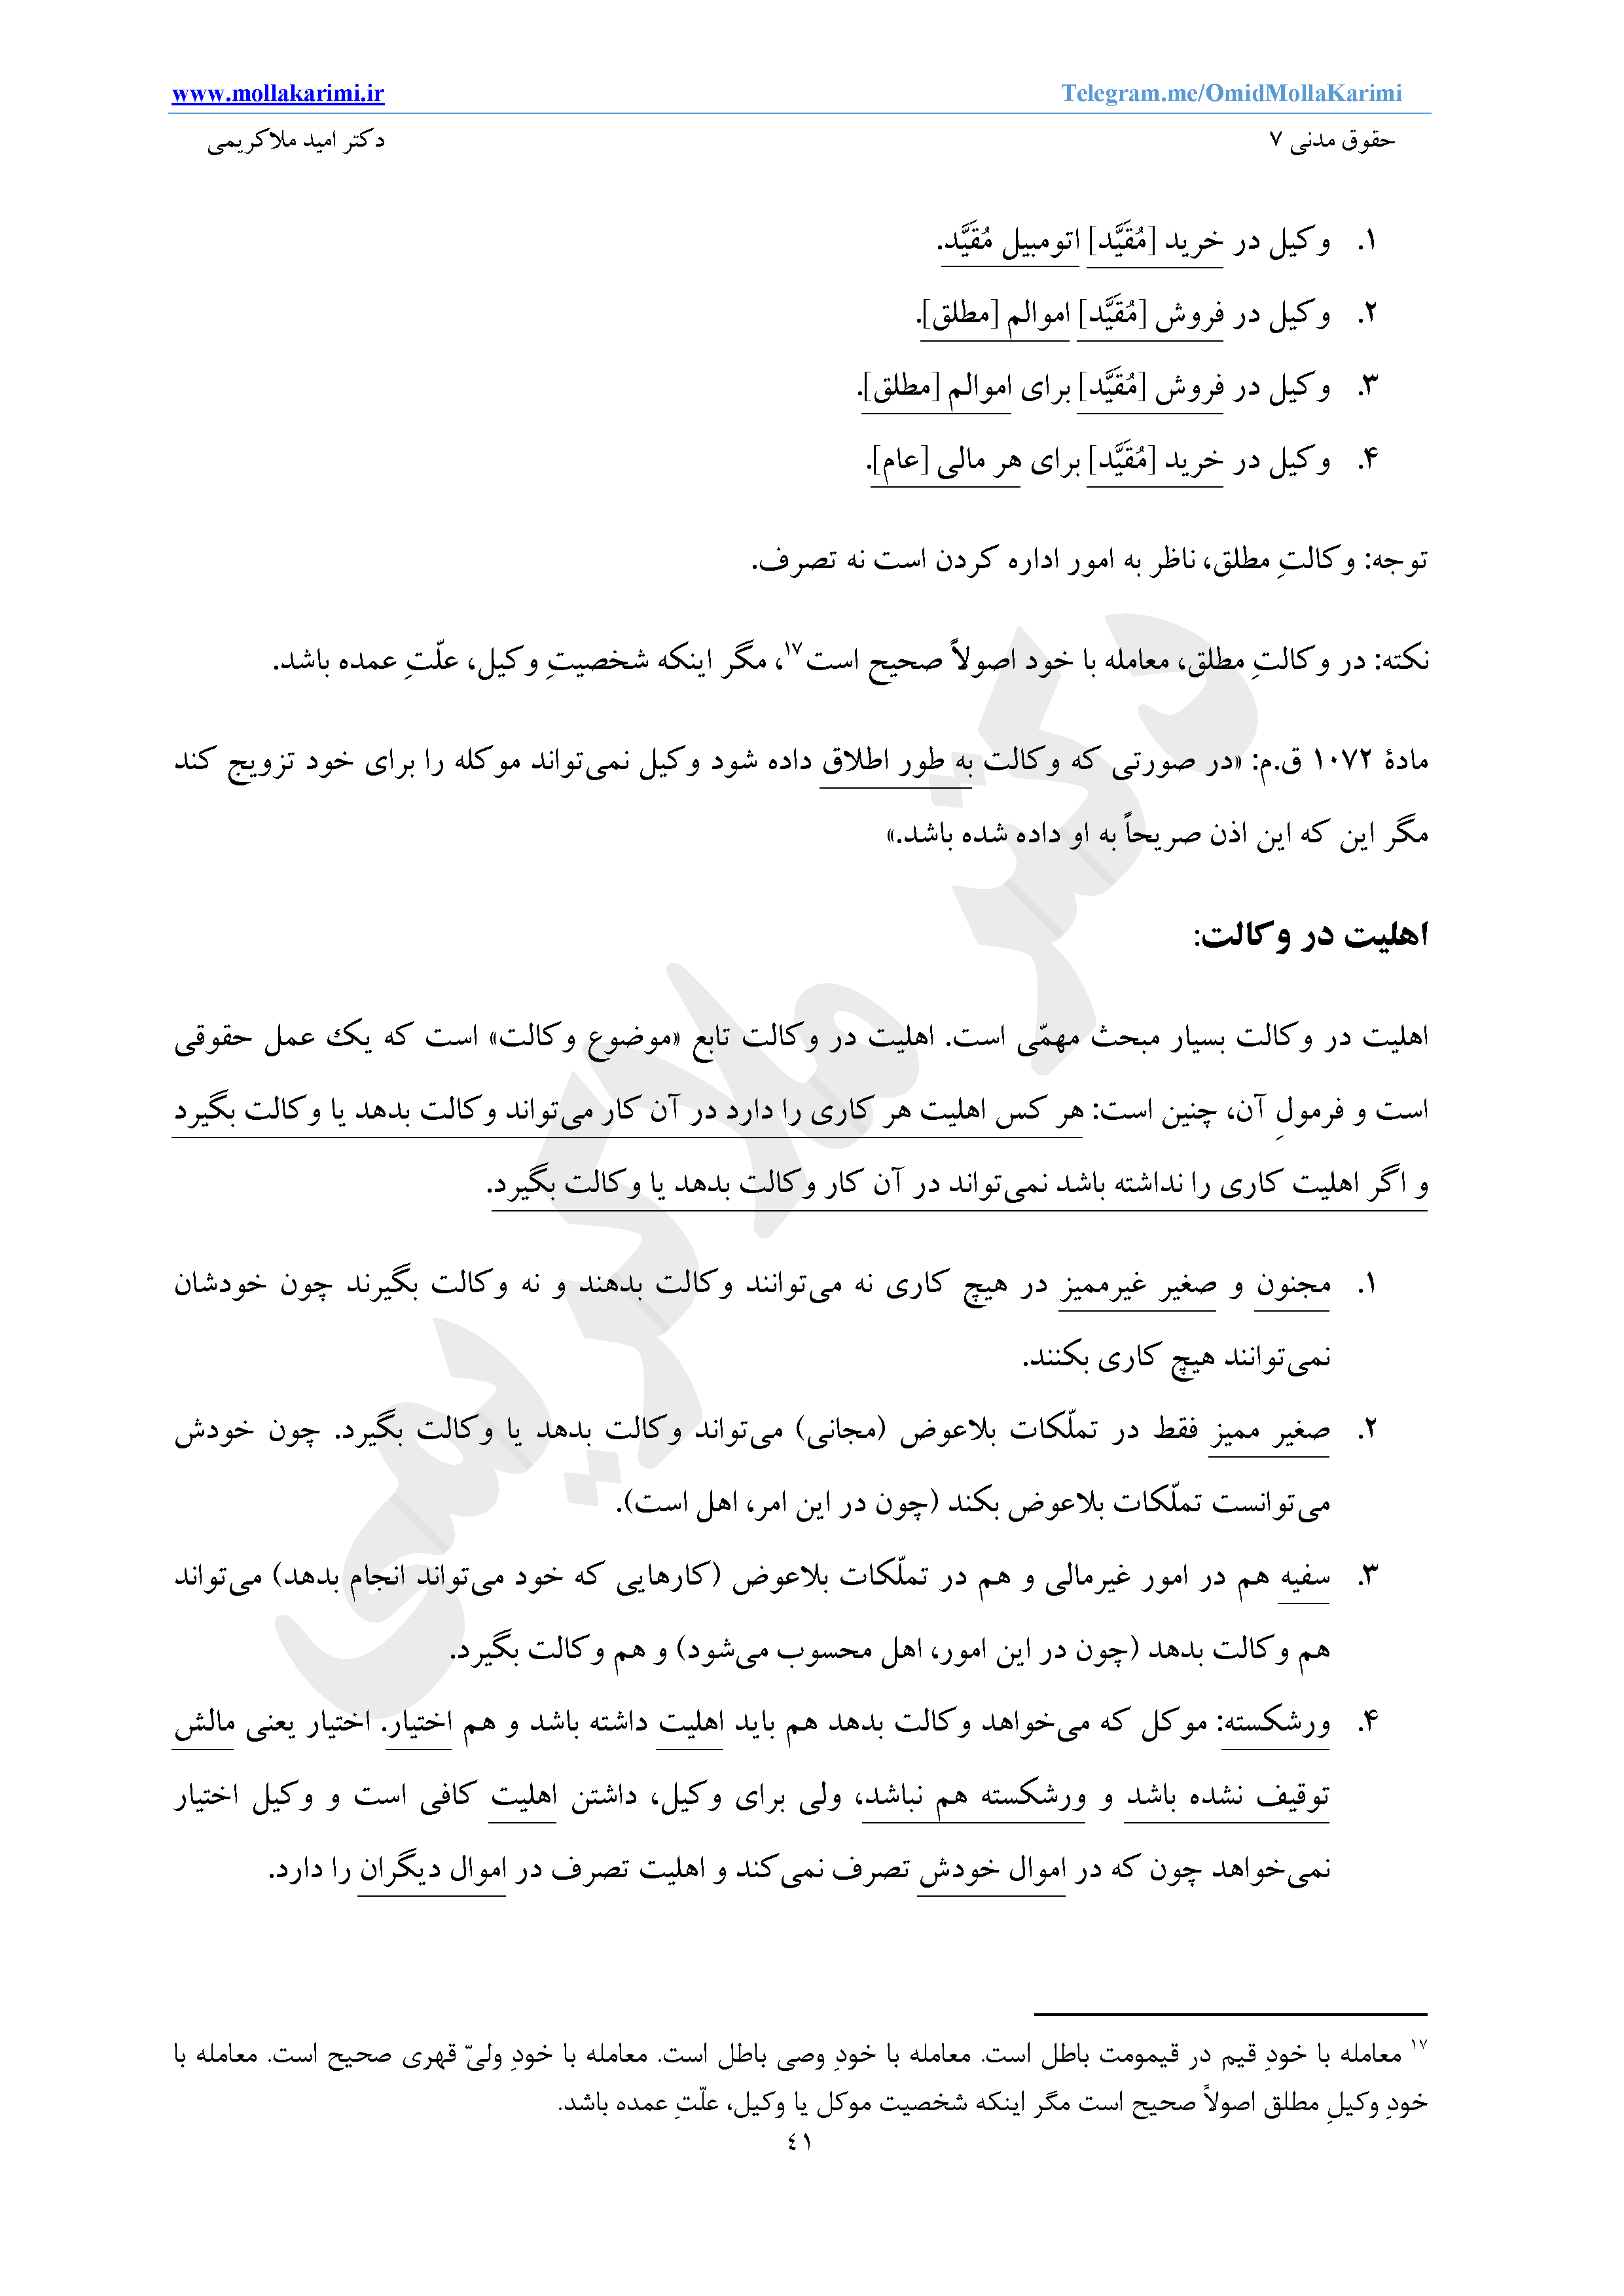 Telegram.me/OmidMollaKarimi www.mollakarimi.ir
حقوق مدنی ۷ دکتر امید ملاکریمی
۱. وکیل در خرید [مُقَیَّد] اتومبیل مُقَیَّد.
۲. وکیل در فروش [مُقَیَّد] اموالم [مطلق].
۳. وکیل در فروش [مُقَیَّد] برای اموالم [مطلق].
۴. وکیل در خرید [مُقَیَّد] برای هر مالی [عام].
توجه: وکالتِ مطلق، ناظر به امور اداره کردن است نه تصرف.
نکته: در وکالتِ مطلق، معامله با خود اصولاً صحیح است۱۷، مگر اینکه شخصیتِ وکیل، علّتِ عمده باشد.
مادۀ ۱۰۷۲ ق.م: «در صورتی که وکالت به طور اطلاق داده شود وکیل نمی‌تواند موکله را برای خود تزویج کند
مگر این که این اذن صریحاً به او داده شده باشد.»
اهلیت در وکالت:
اهلیت در وکالت بسیار مبحث مهمّی است. اهلیت در وکالت تابع «موضوع وکالت» است که یک عمل حقوقی
است و فرمولِ آن، چنین است: هر کس اهلیت هر کاری را دارد در آن کار می‌تواند وکالت بدهد یا وکالت بگیرد
و اگر اهلیت کاری را نداشته باشد نمی‌تواند در آن کار وکالت بدهد یا وکالت بگیرد.
۱. مجنون و صغیر غیرممیز در هیچ کاری نه می‌توانند وکالت بدهند و نه وکالت بگیرند چون خودشان
نمی‌توانند هیچ کاری بکنند.
۲. صغیر ممیز فقط در تملّکات بلاعوض (مجانی) می‌تواند وکالت بدهد یا وکالت بگیرد. چون خودش
می‌توانست تملّکات بلاعوض بکند (چون در این امر، اهل است).
۳. سفیه هم در امور غیرمالی و هم در تملّکات بلاعوض (کارهایی که خود می‌تواند انجام بدهد) می‌تواند
هم وکالت بدهد (چون در این امور، اهل محسوب می‌شود) و هم وکالت بگیرد.
۴. ورشکسته: موکل که می‌خواهد وکالت بدهد هم باید اهلیت داشته باشد و هم اختیار. اختیار یعنی مالش
توقیف نشده باشد و ورشکسته هم نباشد، ولی برای وکیل، داشتن اهلیت کافی است و وکیل اختیار
نمی‌خواهد چون که در اموال خودش تصرف نمی‌کند و اهلیت تصرف در اموال دیگران را دارد.
۱۷ معامله با خودِ قیم در قیمومت باطل است. معامله با خودِ وصی باطل است. معامله با خودِ ولیّ قهری صحیح است. معامله با
خودِ وکیلِ مطلق اصولاً صحیح است مگر اینکه شخصیت موکل یا وکیل، علّتِ عمده باشد.
٤١
دکتر ملاکریمی